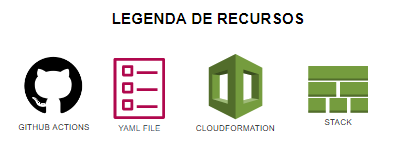 LEGENDA DE RECURSOS
GITHUB ACTIONS
YAML FILE
CLOUDFORMATION
STACK